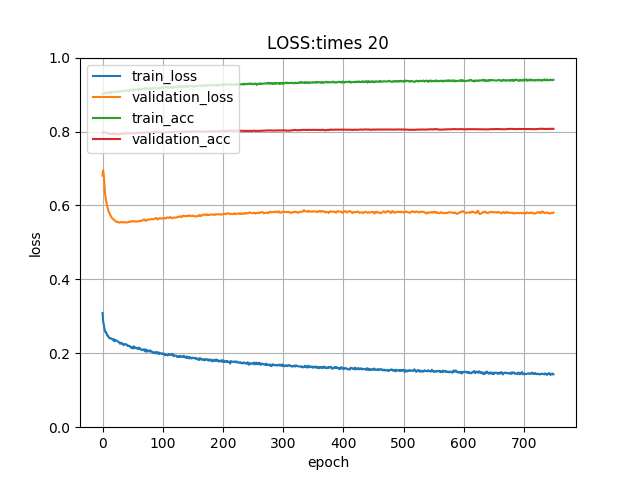 LOSS:times 20
1.0
0.8
0.6
0.4
0.2
0.0
loss
train_loss
validation_loss
train_acc
validation_acc
0 100 200 300 400 500 600 700
epoch